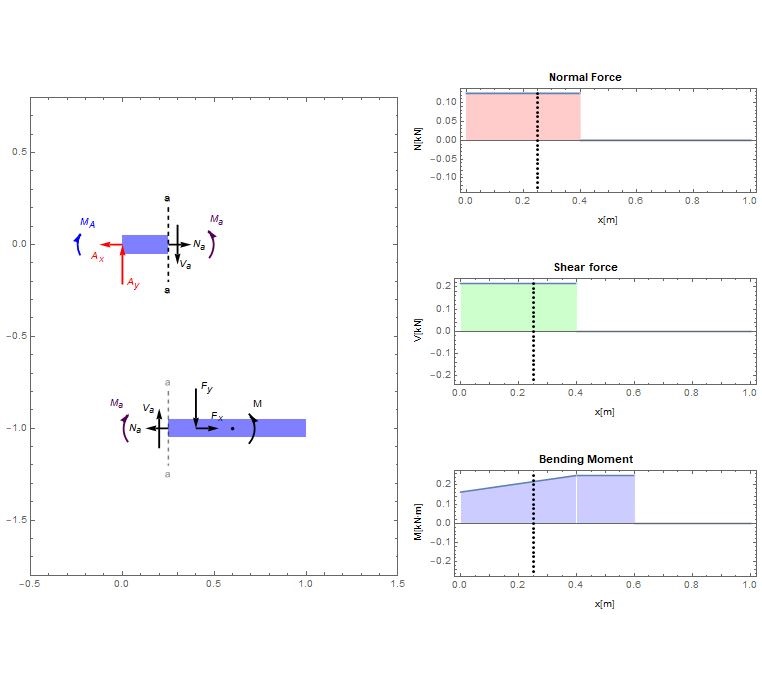 0.5
0.0
−0.5
−1.0
−1.5
−0.5
0.0
0.5
1.0
1.5
a
M_A
M_a
A_x
N_a
V_a
A_y
a
a
F_y
M_a
V_a
F_x
M
N_a
a
Normal Force
N[kN]
0.10
0.05
0.00
−0.05
−0.10
0.0 0.2 0.4 0.6 0.8 1.0
x[m]
Shear force
V[kN]
0.2
0.1
0.0
−0.1
−0.2
0.0 0.2 0.4 0.6 0.8 1.0
x[m]
Bending Moment
M[kN·m]
0.2
0.1
0.0
−0.1
−0.2
0.0 0.2 0.4 0.6 0.8 1.0
x[m]